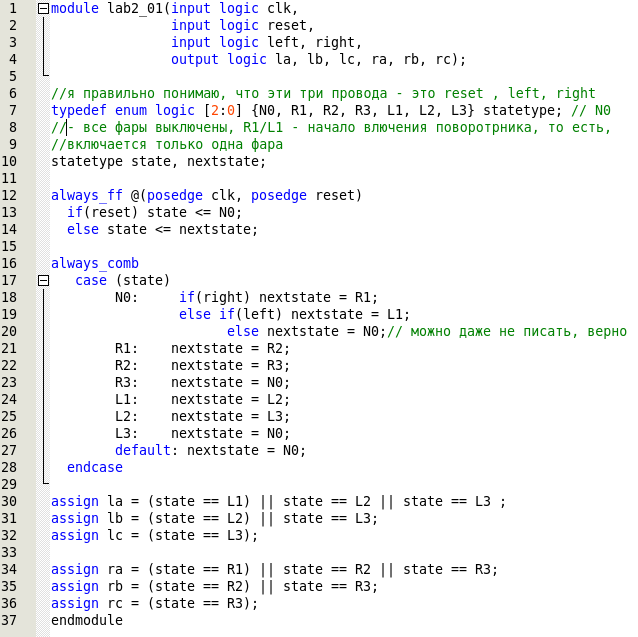 1 module lab2_01(input logic clk,
2 input logic reset,
3 input logic left, right,
4 output logic la, lb, lc, ra, rb, rc);
5
6 //я правильно понимаю, что эти три провода - это reset , left, right
7 typedef enum logic [2:0] {N0, R1, R2, R3, L1, L2, L3} statetype; // N0
8 //- все фары выключены, R1/L1 - начало влючения поворотрника, то есть,
9 //включается только одна фара
10 statetype state, nextstate;
11
12 always_ff @(posedge clk, posedge reset)
13 if(reset) state <= N0;
14 else state <= nextstate;
15
16 always_comb
17 case (state)
18 N0: if(right) nextstate = R1;
19 else if(left) nextstate = L1;
20 else nextstate = N0;// можно даже не писать, верно
21 R1: nextstate = R2;
22 R2: nextstate = R3;
23 R3: nextstate = N0;
24 L1: nextstate = L2;
25 L2: nextstate = L3;
26 L3: nextstate = N0;
27 default: nextstate = N0;
28 endcase
29
30 assign la = (state == L1) || state == L2 || state == L3 ;
31 assign lb = (state == L2) || state == L3;
32 assign lc = (state == L3);
33
34 assign ra = (state == R1) || state == R2 || state == R3;
35 assign rb = (state == R2) || state == R3;
36 assign rc = (state == R3);
37 endmodule